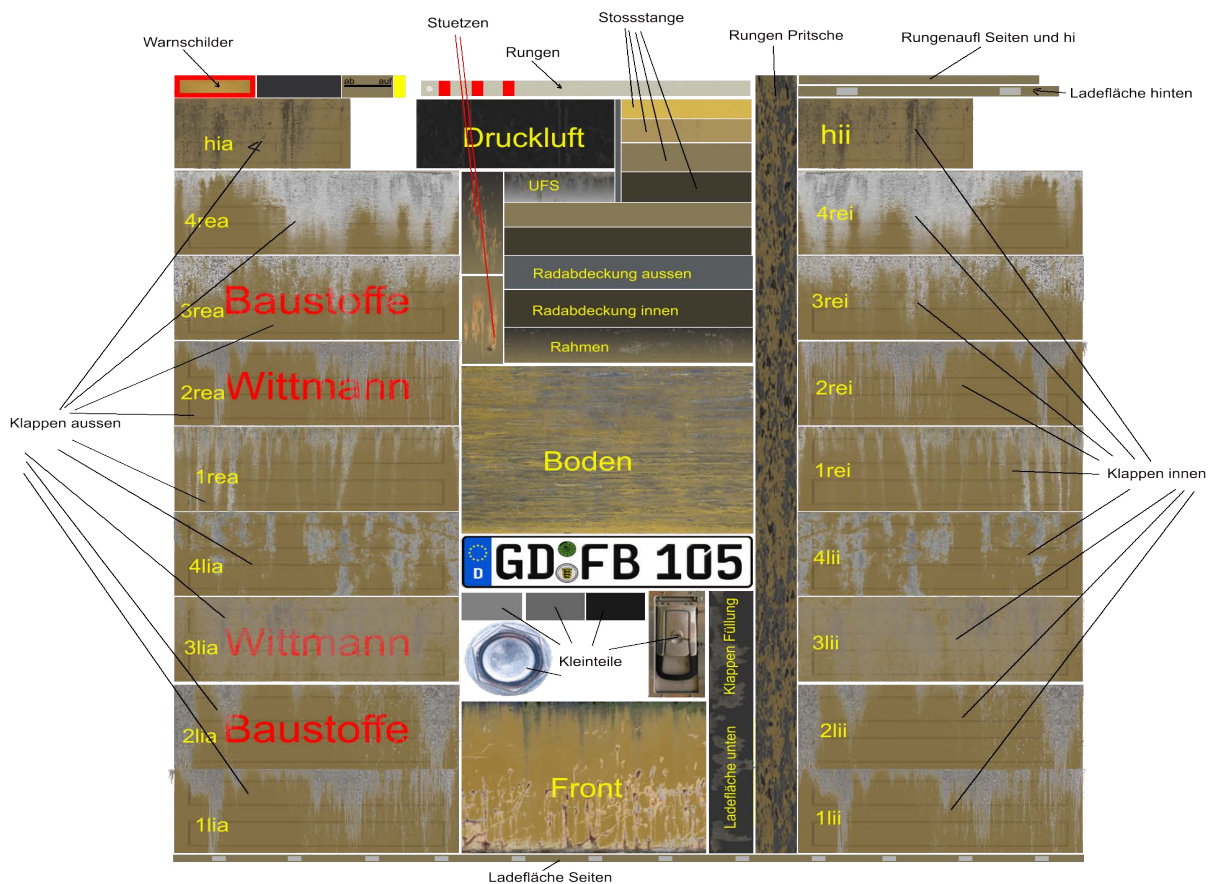 Stuetzen
Stossstange
Warnschilder
Rungen
Rungen Pritsche
Rungenaufl Seiten und hi
ab auf
Ladefläche hinten
hia
Druckluft
hii
UFS
4rea
4rei
Radabdeckung aussen
3rea
Baustoffe
Radabdeckung innen
3rei
Rahmen
2rea
Wittmann
2rei
Klappen aussen
Boden
1rea
1rei
Klappen innen
D
GD FB 105
4lia
4lii
Klappen Füllung
3lia
Wittmann
Kleinteile
3lii
2lia
Baustoffe
2lii
Ladefläche unten
Front
1lia
1lii
Ladefläche Seiten